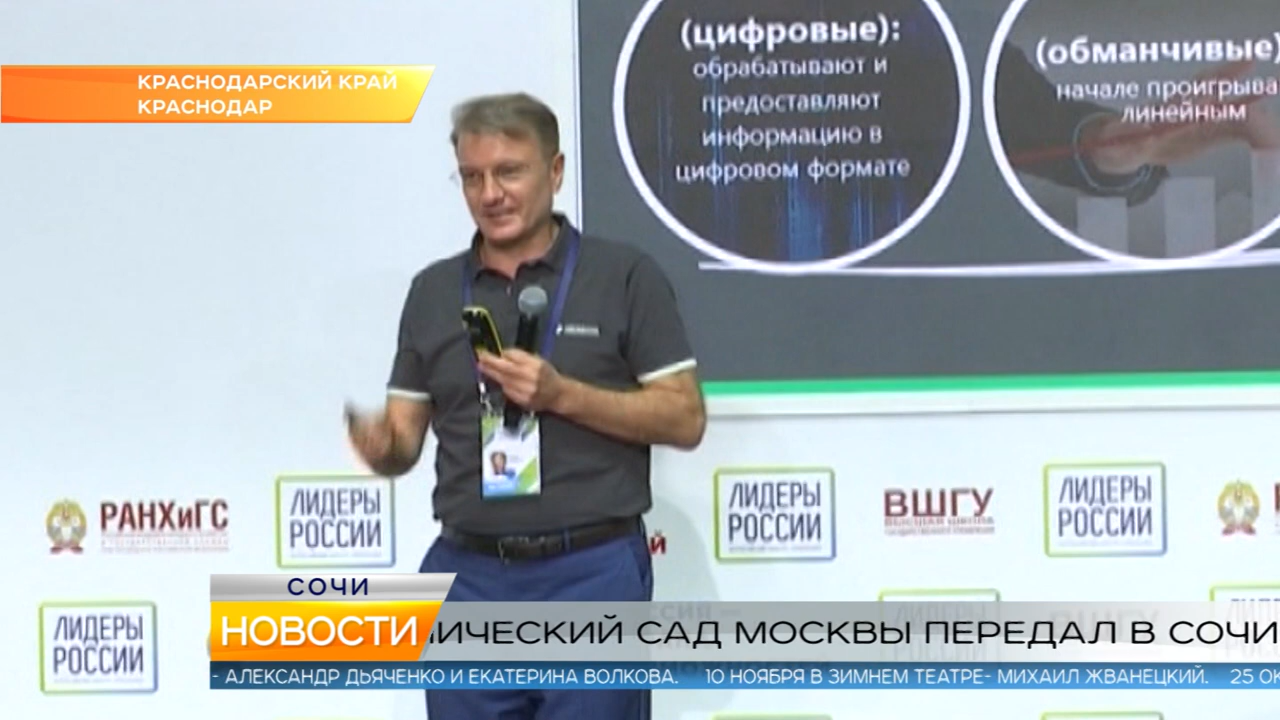 КРАСНОДАРСКИЙ КРАЙ
КРАСНОДАР
(цифровые):
обрабатывают и
предоставляют
информацию в
цифровом формате
(обманчивые)
начале проигрыва
линейным
РАНХиГС
ЛИДЕРЫ
РОССИИ
ЛИДЕРЫ
РОССИИ
ВШГУ
ВЫСШАЯ ШКОЛА
ЛИДЕРЫ
РОССИИ
ЛИДЕРЫ
РОССИИ
СОЧИ
НОВОСТИ
ИЧЕСКИЙ САД МОСКВЫ ПЕРЕДАЛ В СОЧИ
- АЛЕКСАНДР ДЬЯЧЕНКО И ЕКАТЕРИНА ВОЛКОВА. 10 НОЯБРЯ В ЗИМНЕМ ТЕАТРЕ- МИХАИЛ ЖВАНЕЦКИЙ. 25 ОК